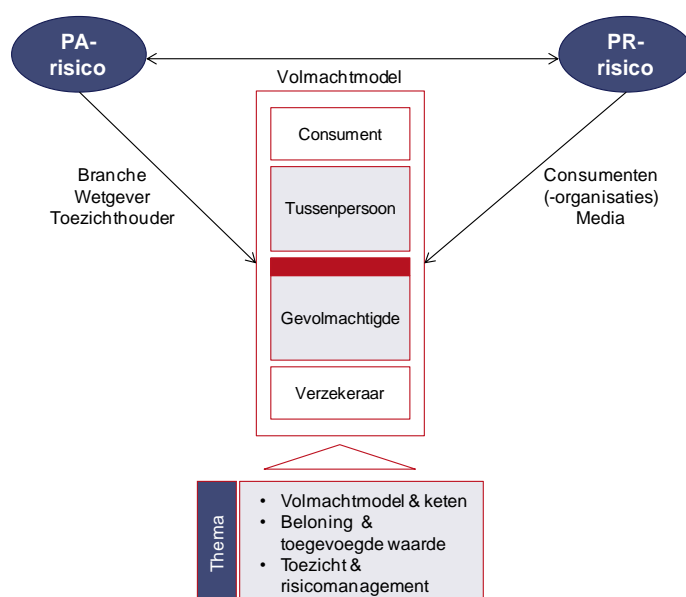 PA-
risico
PR-
risico
Volmachtmodel
Consument
Branche
Wetgever
Toezichthouder
Tussenpersoon
Consumenten
(-organisaties)
Media
Gevolmachtigde
Verzekeraar
Thema
• Volmachtmodel & keten
• Beloning &
toegevoegde waarde
• Toezicht &
risicomanagement